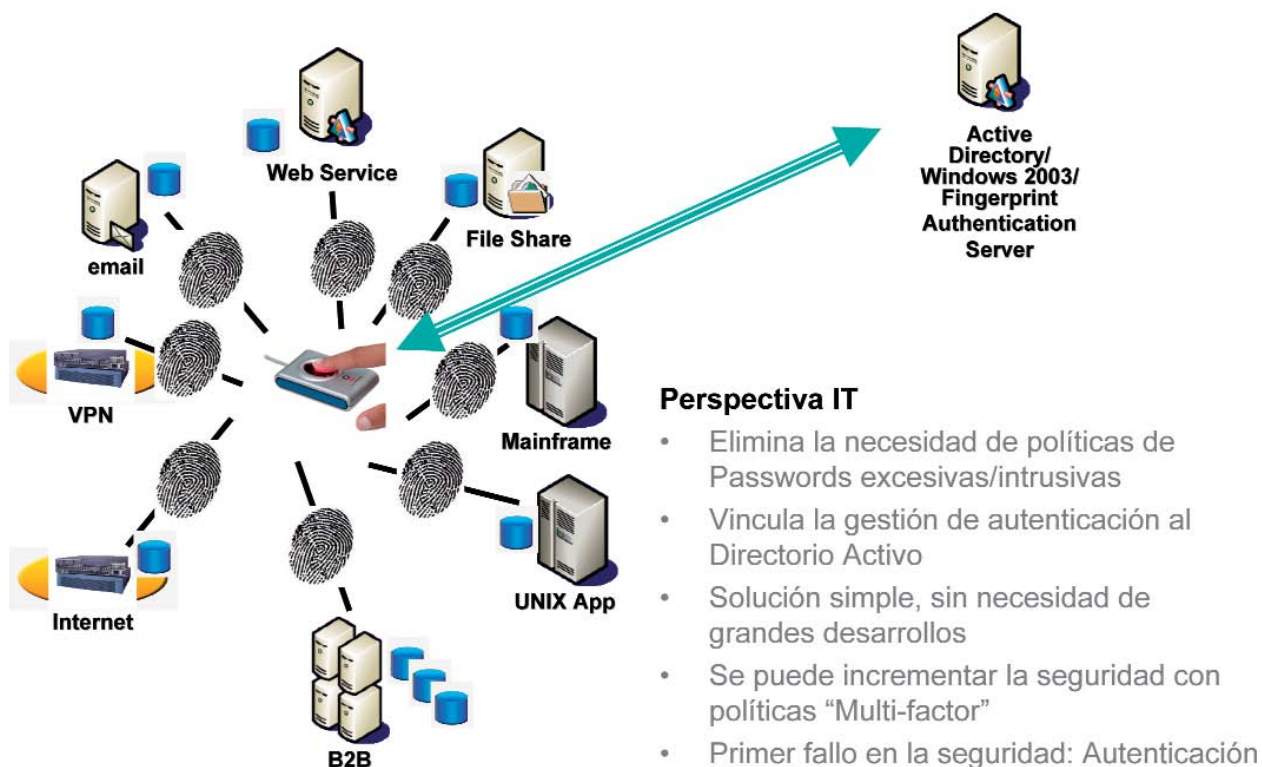 Web Service
email
File Share
VPN
Mainframe
Internet
UNIX App
B2B
Active
Directory/
Windows 2003/
Fingerprint
Authentication
Server
Perspectiva IT
• Elimina la necesidad de políticas de
Passwords excesivas/intrusivas
• Vincula la gestión de autenticación al
Directorio Activo
• Solución simple, sin necesidad de
grandes desarrollos
• Se puede incrementar la seguridad con
políticas “Multi-factor”
• Primer fallo en la seguridad: Autenticación